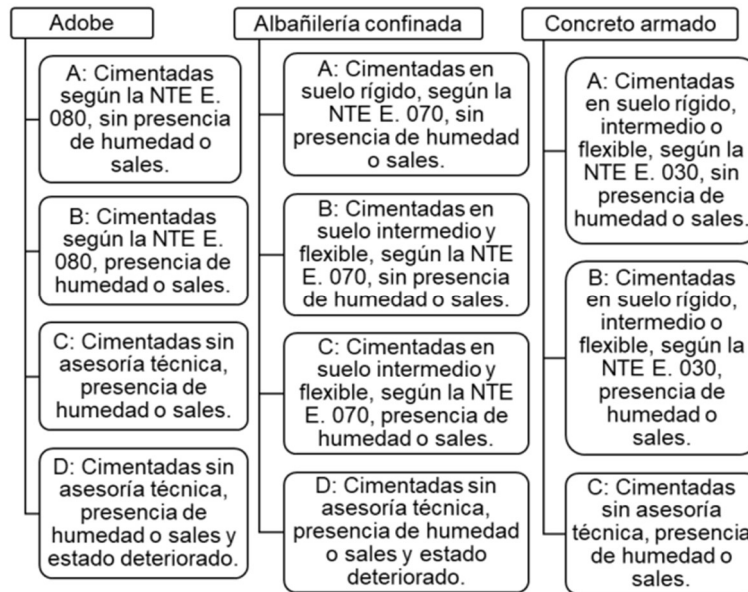 Adobe
A: Cimentadas
según la NTE E.
080, sin presencia
de humedad o
sales.
B: Cimentadas
según la NTE E.
080, presencia de
humedad o sales.
C: Cimentadas sin
asesoría técnica,
presencia de
humedad o sales.
D: Cimentadas sin
asesoría técnica,
presencia de
humedad o sales y
estado deteriorado.
Albañilería confinada
A: Cimentadas en
suelo rígido, según
la NTE E. 070, sin
presencia de humedad
o sales.
B: Cimentadas en
suelo intermedio y
flexible, según la NTE
E. 070, sin presencia
de humedad o sales.
C: Cimentadas en
suelo intermedio y
flexible, según la NTE
E. 070, presencia de
humedad o sales.
D: Cimentadas sin
asesoría técnica,
presencia de humedad
o sales y estado
deteriorado.
Concreto armado
A: Cimentadas
en suelo rígido,
intermedio o
flexible, según la
NTE E. 030, sin
presencia de
humedad o sales.
B: Cimentadas
en suelo rígido,
intermedio o
flexible, según la
NTE E. 030,
presencia de
humedad o
sales.
C: Cimentadas
sin asesoría
técnica, presencia
de humedad o
sales.